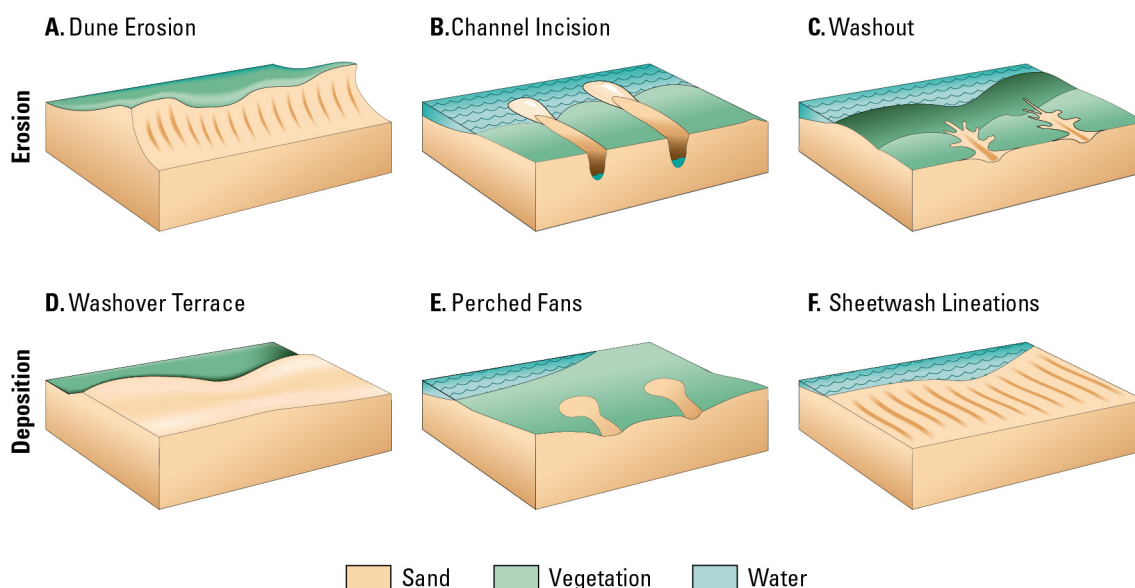 A. Dune Erosion
B.Channel Incision
C. Washout
Erosion
D. Washover Terrace
E. Perched Fans
F. Sheetwash Lineations
Deposition
Sand
Vegetation
Water